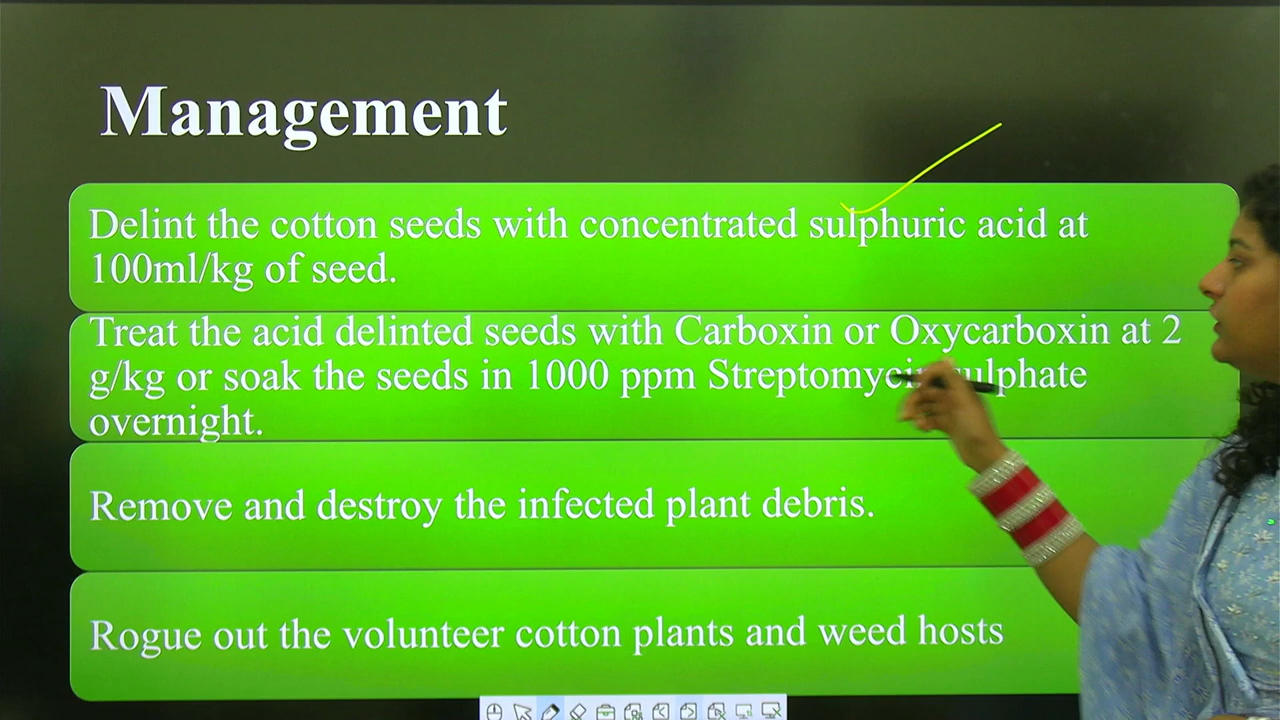 Management
Delint the cotton seeds with concentrated sulphuric acid at
100ml/kg of seed.
Treat the acid delinted seeds with Carboxin or Oxycarboxin at 2
g/kg or soak the seeds in 1000 ppm Streptomycin sulphate
overnight.
Remove and destroy the infected plant debris.
Rogue out the volunteer cotton plants and weed hosts